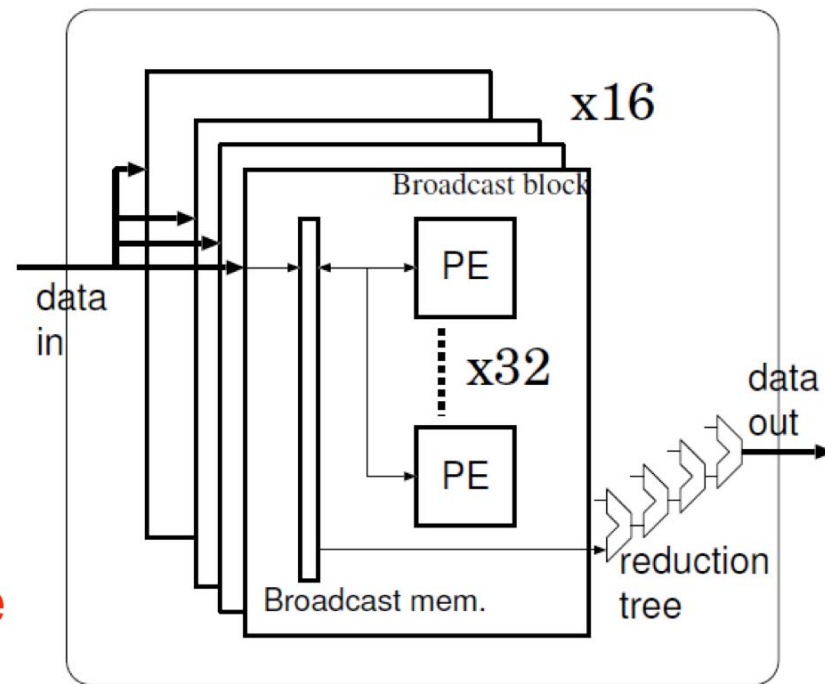 x16
Broadcast block
data
in
PE
x32
PE
data
out
reduction
tree
Broadcast mem.
e